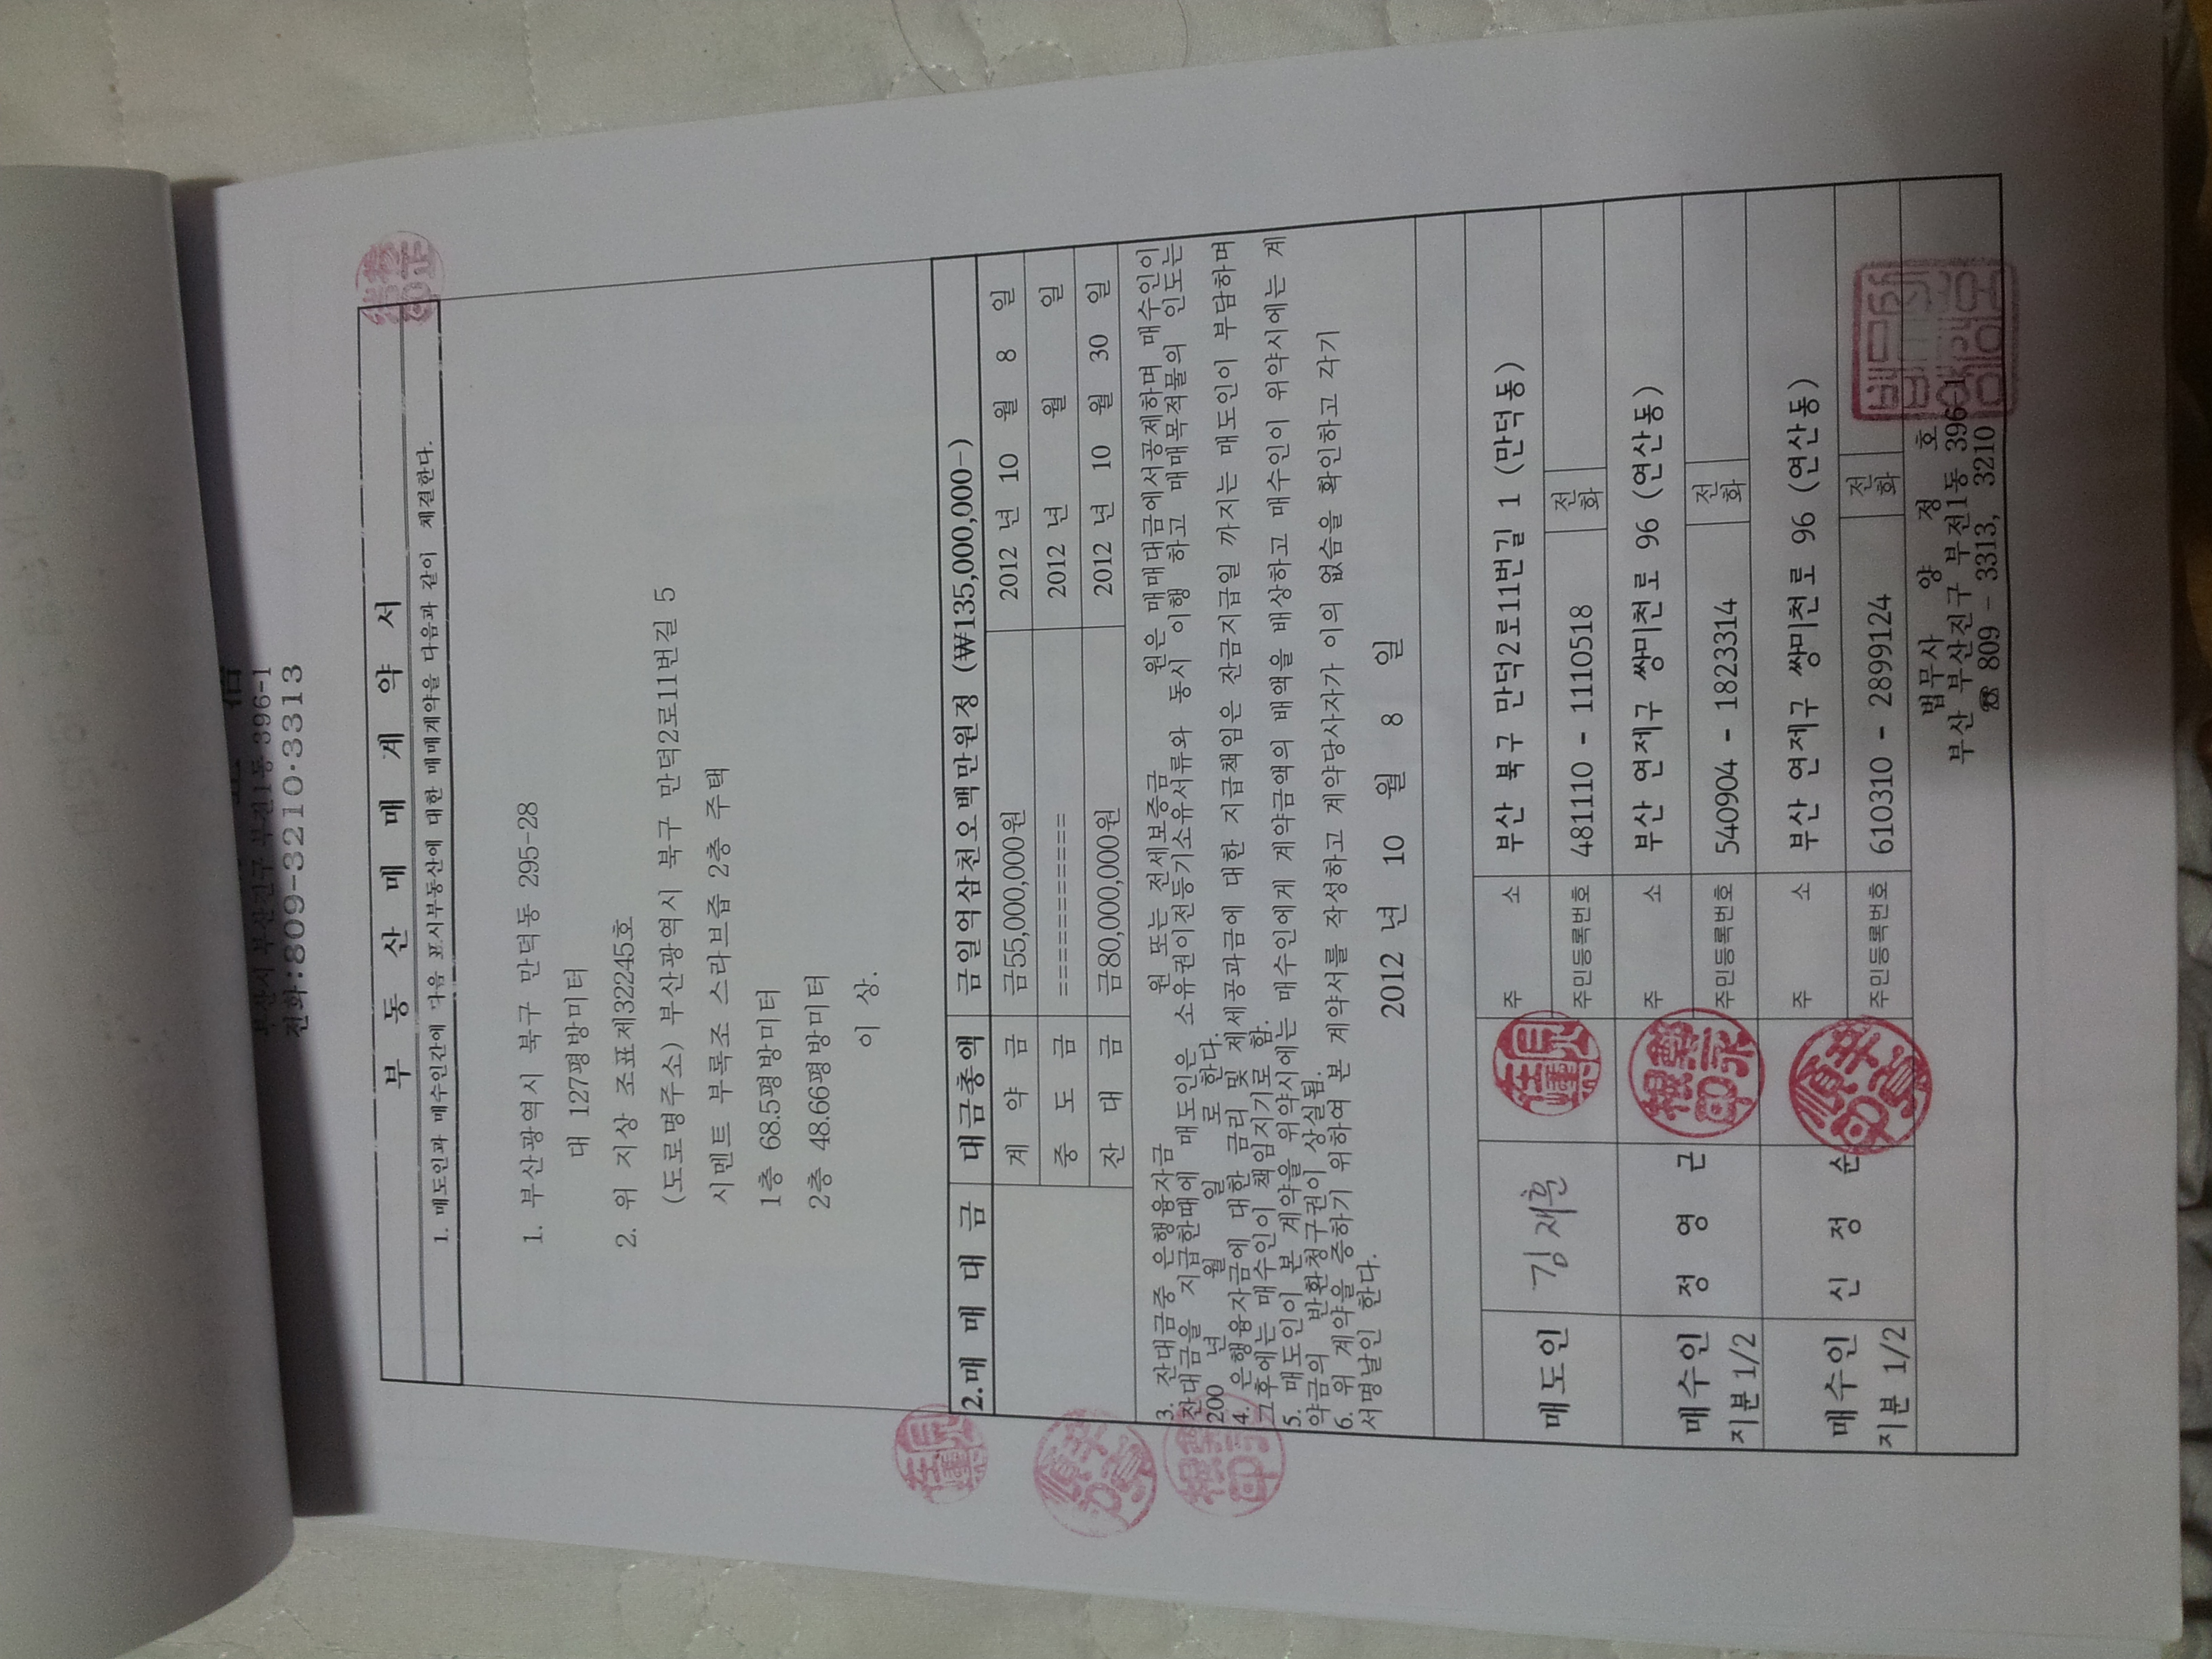 부산시 부산진구 부전1동 396-1
전화:809-3210·3313
부 동 산 매 매 계 약 서
1. 매도인과 매수인간에 다음 표시부동산에 대한 매매계약을 다음과 같이 체결한다.
1. 부산광역시 북구 만덕동 295-28
대 127평방미터
2. 위 지상 조표제32245호
(도로명주소) 부산광역시 북구 만덕2로11번길 5
시멘트 부록조 스라브즙 2층 주택
1층 68.5평방미터
2층 48.66평방미터
이 상.
2.매 매 대 금 대금총액 금일억삼천오백만원정 (₩135,000,000-)
계 약 금 금55,000,000원 2012 년 10 월 8 일
중 도 금 ========== 2012 년 월 일
잔 대 금 금80,000,000원 2012 년 10 월 30 일
3. 잔대금중 은행융자금 원 또는 전세보증금 원은 매매대금에서공제하며 매수인이
잔대금을 지급한때에 매도인은 소유권이전등기소유서류와 동시 이행 하고 매매목적물의 인도는
200 년 월 일 로 한다.
4. 은행융자금에 대한 금리 및 제세공과금에 대한 지급책임은 잔금지급일 까지는 매도인이 부담하며
그후에는 매수인이 책임지기로 함.
5. 매도인이 본 계약을 위약시에는 매수인에게 계약금액의 배액을 배상하고 매수인이 위약시에는 계
약금의 반환청구권이 상실됨.
6. 위 계약을 증하기 위하여 본 계약서를 작성하고 계약당사자가 이의 없음을 확인하고 각기
서명날인 한다.
2012 년 10 월 8 일
매도인 김재훈 주 소 부산 북구 만덕2로11번길 1 (만덕동)
주민등록번호 481110 - 1110518 전화
매수인 지분 1/2 정 영 근 주 소 부산 연제구 쌍미천로 96 (연산동)
주민등록번호 540904 - 1823314 전화
매수인 지분 1/2 신 정 순 주 소 부산 연제구 쌍미천로 96 (연산동)
주민등록번호 610310 - 2899124 전화
법무사 양 정 호
부산 부산진구 부전1동 396-1
☎ 809 - 3313, 3210